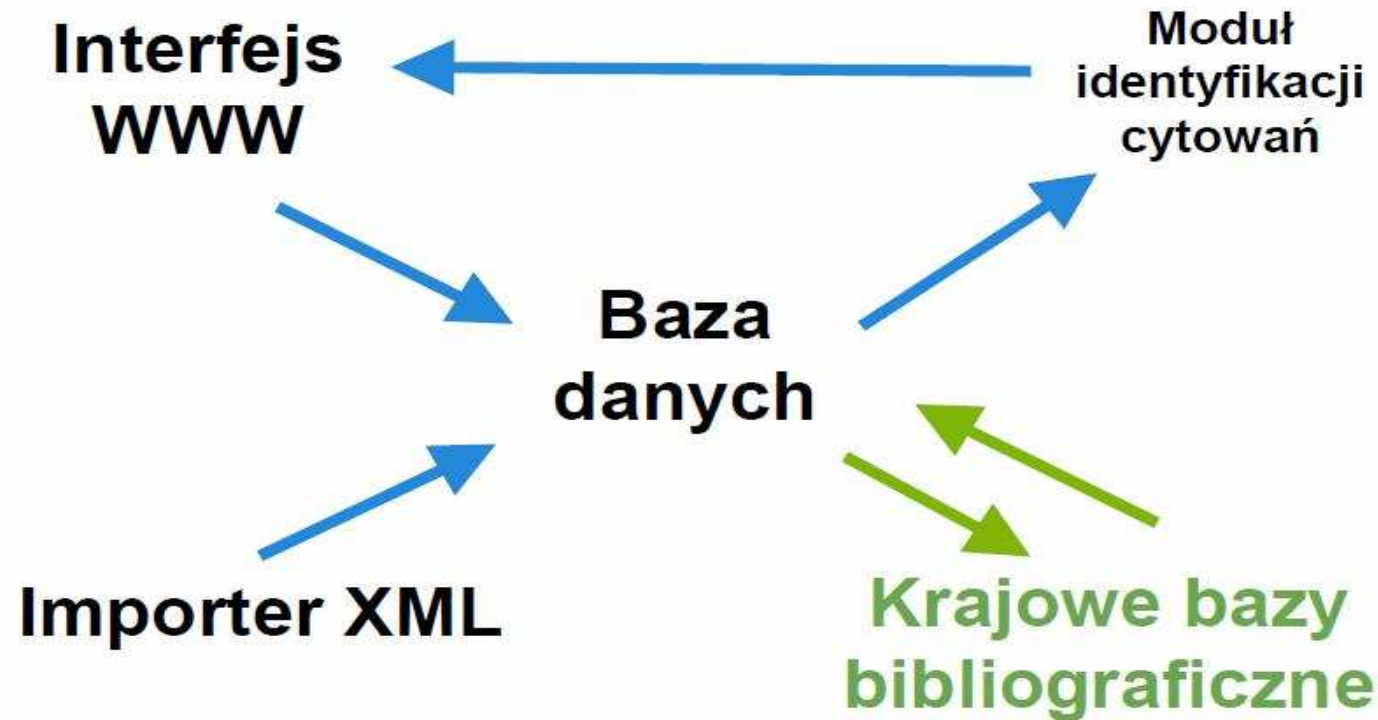 Interfejs
WWW
Moduł
identyfikacji
cytowań
Baza
danych
Importer XML
Krajowe bazy
bibliograficzne